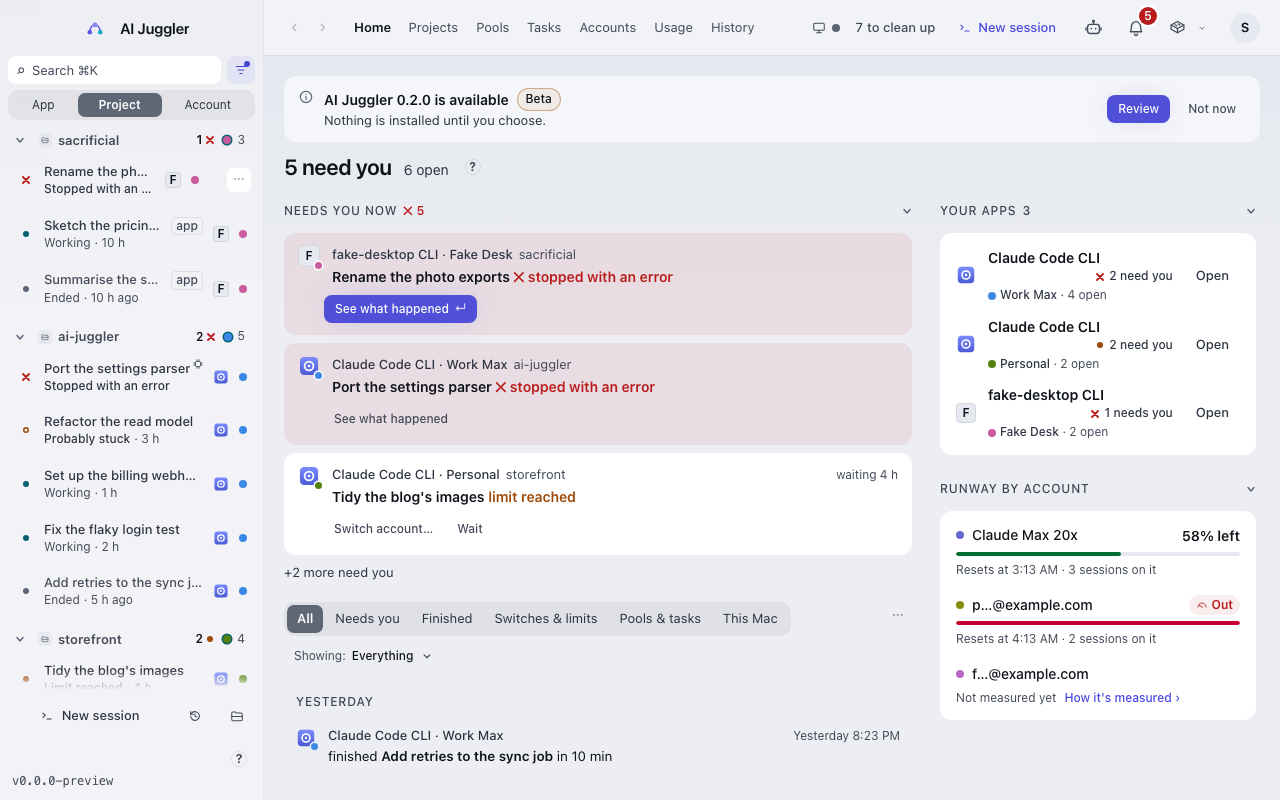 AI Juggler
Search ⌘K
App Project Account
sacrificial 1 3
Rename the ph...
Stopped with an ...
F
Sketch the pricin... app
Working · 10 h
F
Summarise the s... app
Ended · 10 h ago
F
ai-juggler 2 5
Port the settings parser
Stopped with an error
Refactor the read model
Probably stuck · 3 h
Set up the billing webh...
Working · 1 h
Fix the flaky login test
Working · 2 h
Add retries to the sync j...
Ended · 5 h ago
storefront 2 4
Tidy the blog's images
Limit reached · 4 h
New session
?
v0.0.0-preview
Home Projects Pools Tasks Accounts Usage History
7 to clean up
New session
5
S
AI Juggler 0.2.0 is available Beta
Nothing is installed until you choose.
Review Not now
5 need you 6 open ?
NEEDS YOU NOW 5
F
fake-desktop CLI · Fake Desk sacrificial
Rename the photo exports stopped with an error
See what happened
Claude Code CLI · Work Max ai-juggler
Port the settings parser stopped with an error
See what happened
Claude Code CLI · Personal storefront waiting 4 h
Tidy the blog's images limit reached
Switch account... Wait
+2 more need you
All Needs you Finished Switches & limits Pools & tasks This Mac
Showing: Everything
YESTERDAY
Claude Code CLI · Work Max Yesterday 8:23 PM
finished Add retries to the sync job in 10 min
YOUR APPS 3
Claude Code CLI
2 need you Open
Work Max · 4 open
Claude Code CLI
2 need you Open
Personal · 2 open
fake-desktop CLI
F
1 needs you Open
Fake Desk · 2 open
RUNWAY BY ACCOUNT
Claude Max 20x 58% left
Resets at 3:13 AM · 3 sessions on it
p...@example.com Out
Resets at 4:13 AM · 2 sessions on it
f...@example.com
Not measured yet How it's measured ›